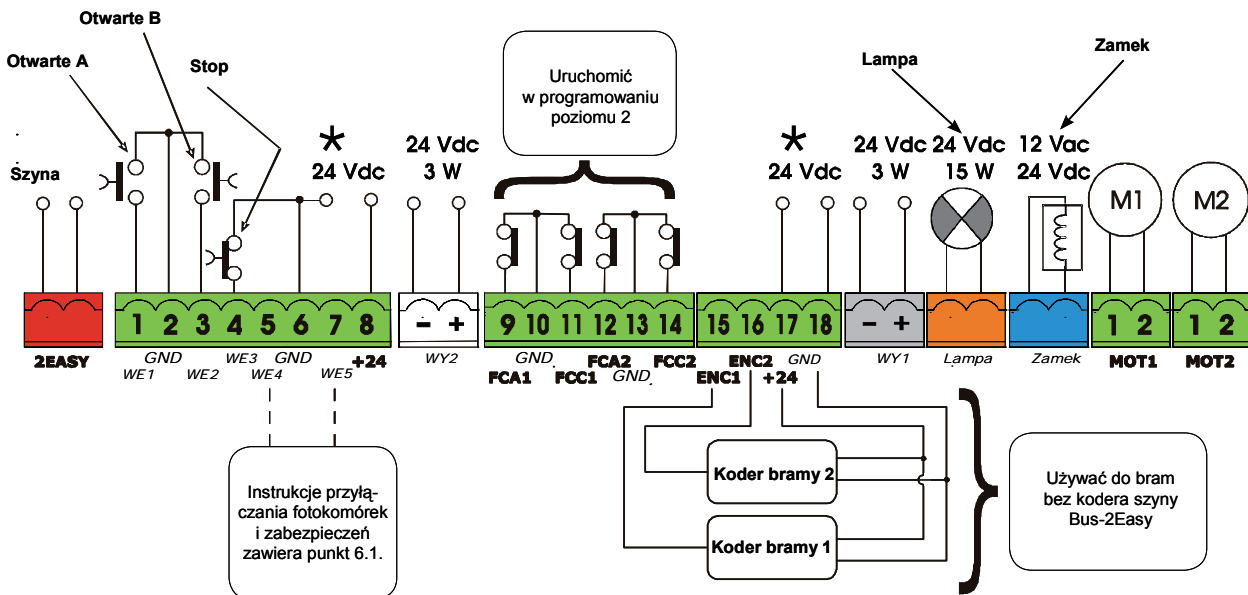 Otwarte B
Otwarte A
Stop
Uruchomić
w programowaniu
poziomu 2
Lampa
Zamek
Szyna
*
24 Vdc
24 Vdc
3 W
*
24 Vdc
24 Vdc
3 W
24 Vdc
15 W
12 Vac
24 Vdc
M1
M2
1 2 3 4 5 6 7 8
- +
9 10 11 12 13 14
15 16 17 18
- +
1 2
1 2
2EASY
WE1
GND
WE2
WE3
WE4
GND
WE5
+24
WY2
FCA1
GND
FCC1
FCA2
GND
FCC2
ENC1
ENC2
+24
GND
WY1
Lampa
Zamek
MOT1
MOT2
Instrukcje przyłą-
czania fotokomórek
i zabezpieczeń
zawiera punkt 6.1.
Koder bramy 2
Koder bramy 1
Używać do bram
bez kodera szyny
Bus-2Easy